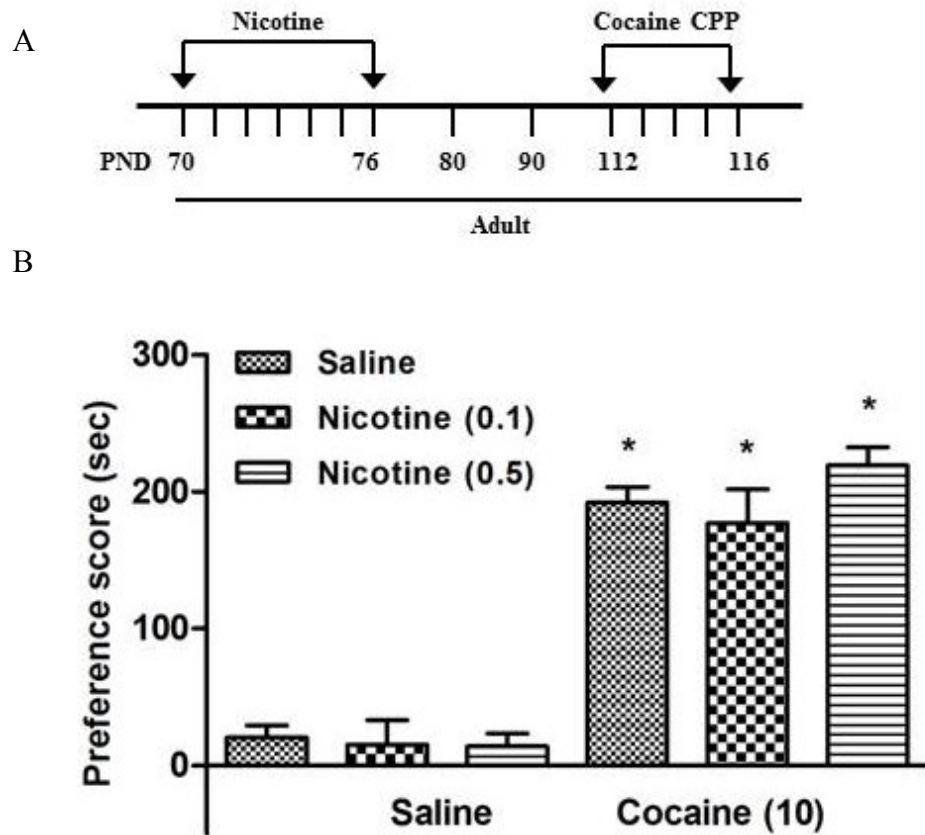 A
Nicotine
Cocaine CPP
PND 70 76 80 90 112 116
Adult
B
Preference score (sec)
300
200
100
0
Saline
Nicotine (0.1)
Nicotine (0.5)
*
*
*
Saline
Cocaine (10)